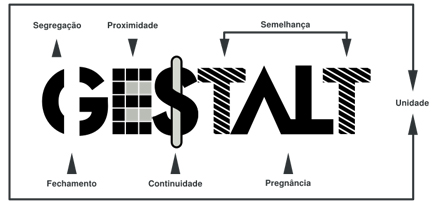 Segregação Proximidade Semelhança
GESTALT
Unidade
Fechamento Continuidade Pregnância